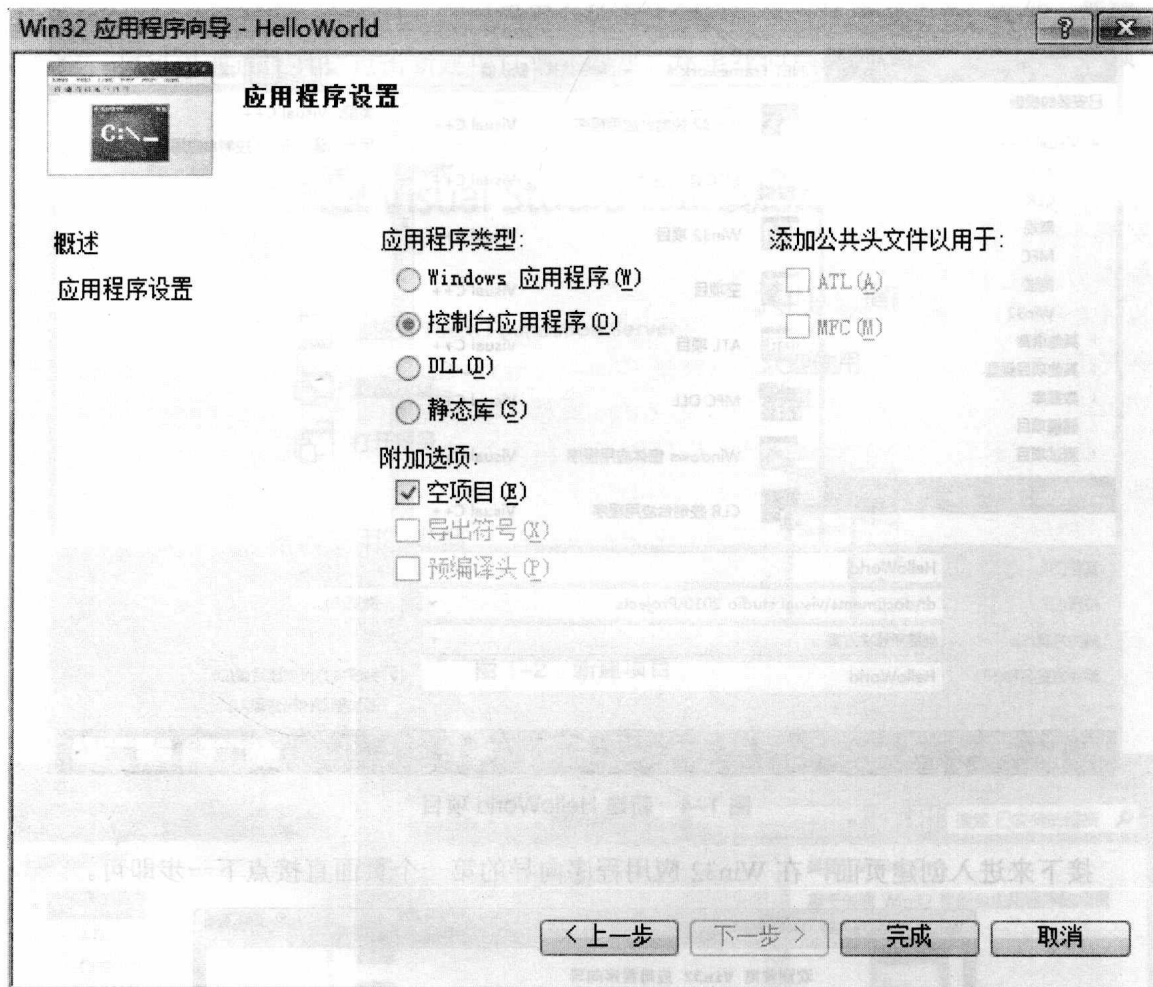 Win32 应用程序向导 - HelloWorld
C:\_
应用程序设置
概述
应用程序设置
应用程序类型:
Windows 应用程序(W)
控制台应用程序(O)
DLL(D)
静态库(S)
附加选项:
空项目(E)
导出符号(X)
预编译头(P)
添加公共头文件以用于:
ATL(A)
MFC(M)
< 上一步
下一步 >
完成
取消